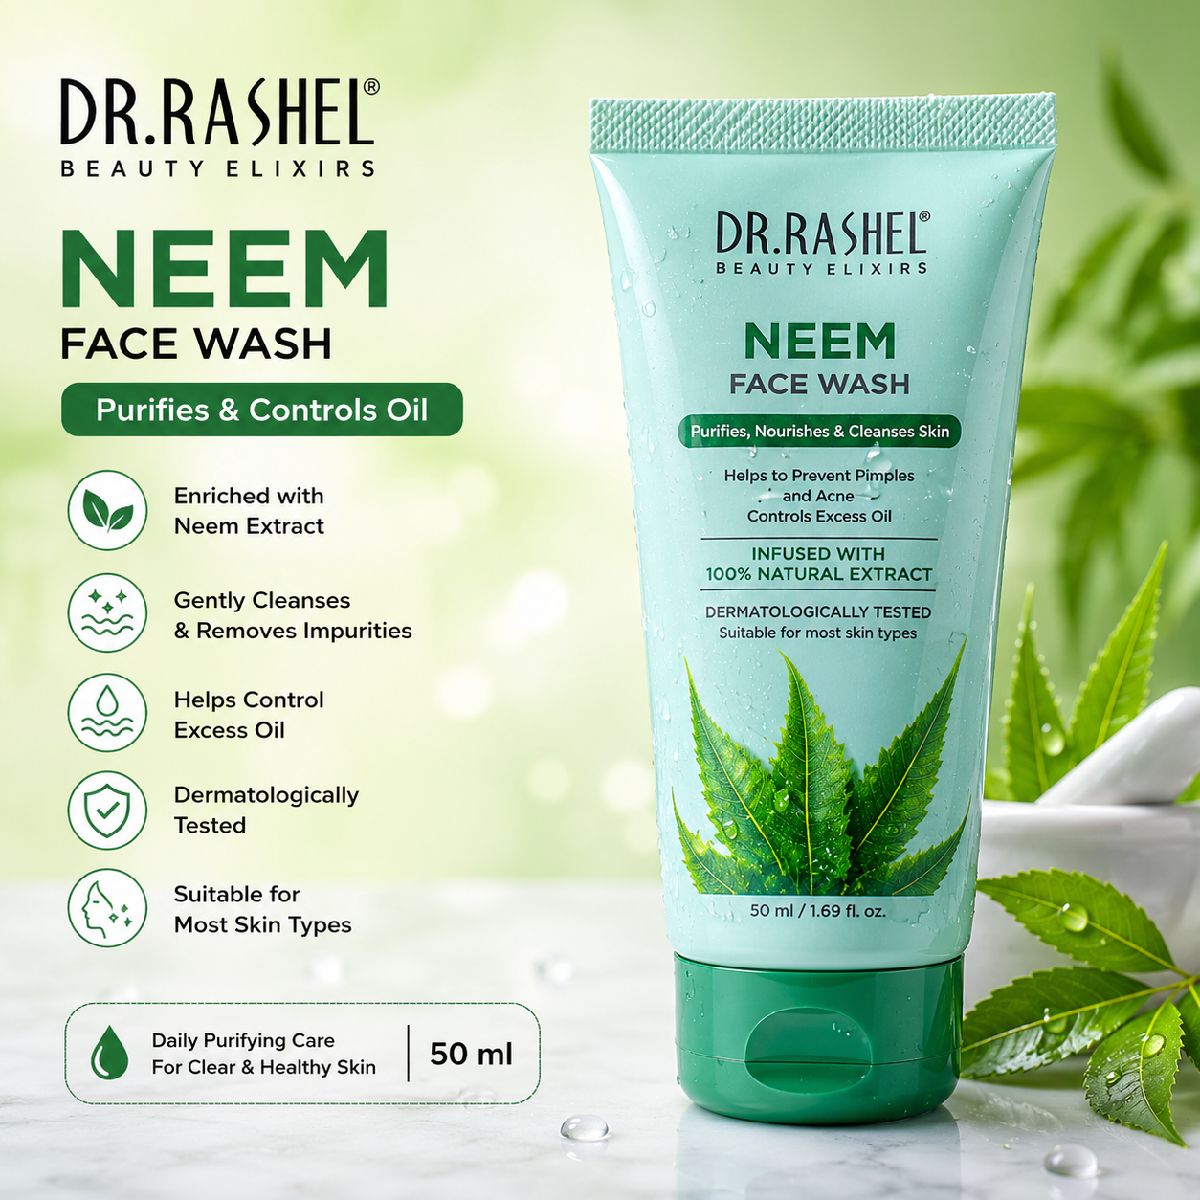 DR.RASHEL®
BEAUTY ELIXIRS
NEEM
FACE WASH
Purifies & Controls Oil
Enriched with
Neem Extract
Gently Cleanses
& Removes Impurities
Helps Control
Excess Oil
Dermatologically
Tested
Suitable for
Most Skin Types
Daily Purifying Care
For Clear & Healthy Skin
50 ml
DR.RASHEL®
BEAUTY ELIXIRS
NEEM
FACE WASH
Purifies, Nourishes & Cleanses Skin
Helps to Prevent Pimples
and Acne
Controls Excess Oil
INFUSED WITH
100% NATURAL EXTRACT
DERMATOLOGICALLY TESTED
Suitable for most skin types
50 ml / 1.69 fl. oz.